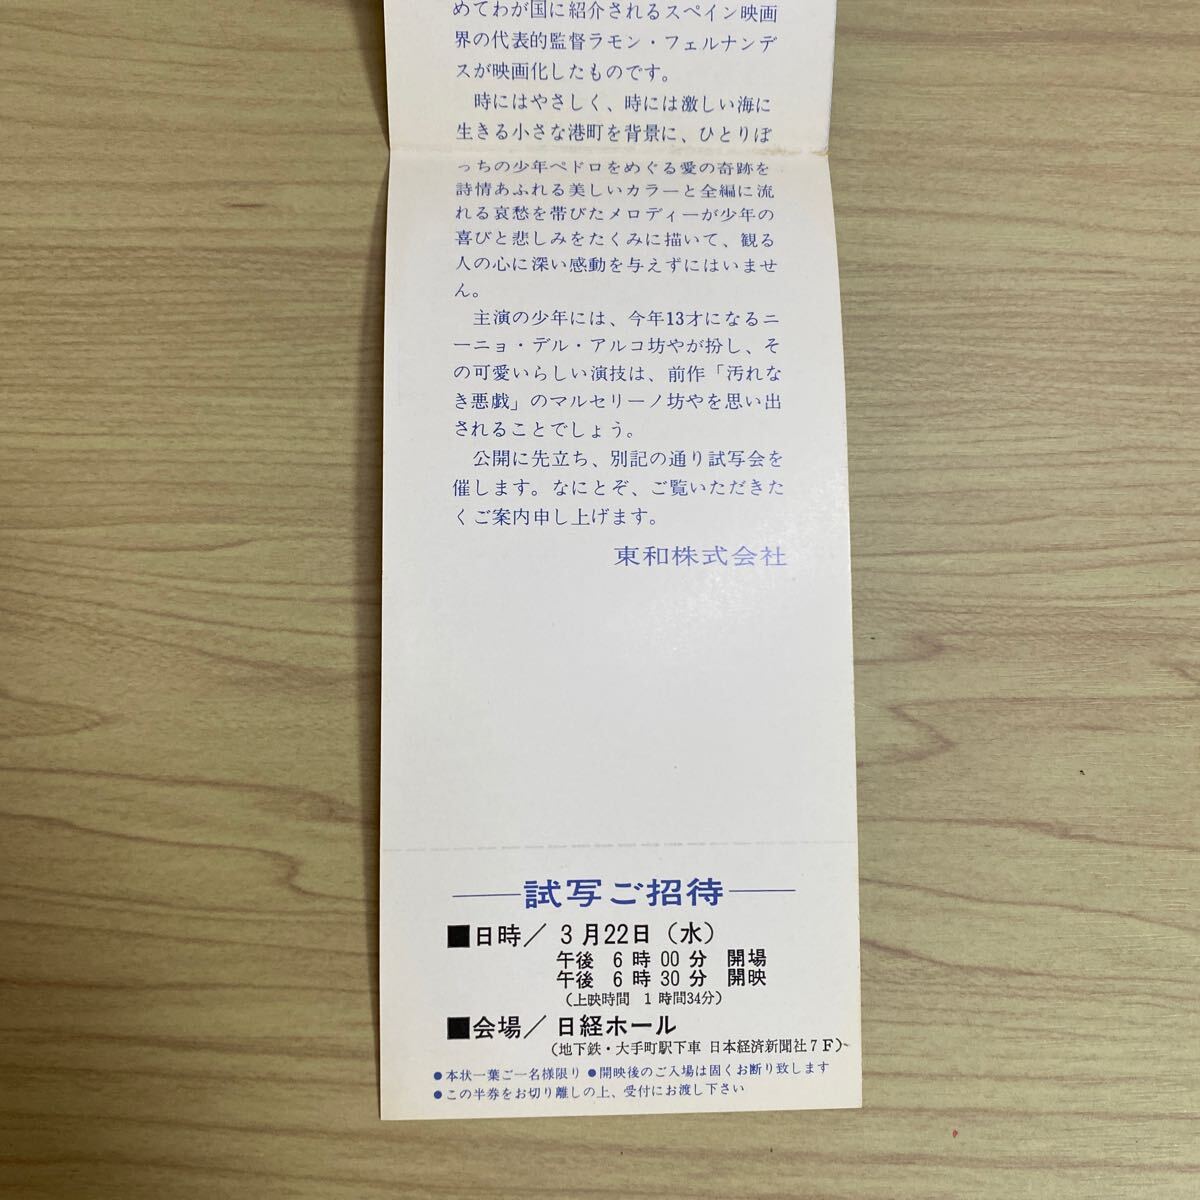 めてわが国に紹介されるスペイン映画
界の代表的監督ラモン・フェルナンデ
スが映画化したものです。
時にはやさしく、時には激しい海に
生きる小さな港町を背景に、ひとりぼ
っちの少年ペドロをめぐる愛の奇跡を
詩情あふれる美しいカラーと全編に流
れる哀愁を帯びたメロディーが少年の
喜びと悲しみをたくみに描いて、観る
人の心に深い感動を与えずにはいませ
ん。
主演の少年には、今年13才になるニ
ーニョ・デル・アルコ坊やが扮し、そ
の可愛いらしい演技は、前作「汚れな
き悪戯」のマルセリーノ坊やを思い出
されることでしょう。
公開に先立ち、別記の通り試写会を
催します。なにとぞ、ご覧いただきた
くご案内申し上げます。
東和株式会社
試写ご招待
■日時／ 3月22日（水）
午後 6時00分 開場
午後 6時30分 開映
（上映時間 1時間34分）
■会場／日経ホール
（地下鉄・大手町駅下車 日本経済新聞社7F）
●本状一葉ご一名様限り ●開映後のご入場は固くお断り致します
●この半券をお切り離しの上、受付にお渡し下さい